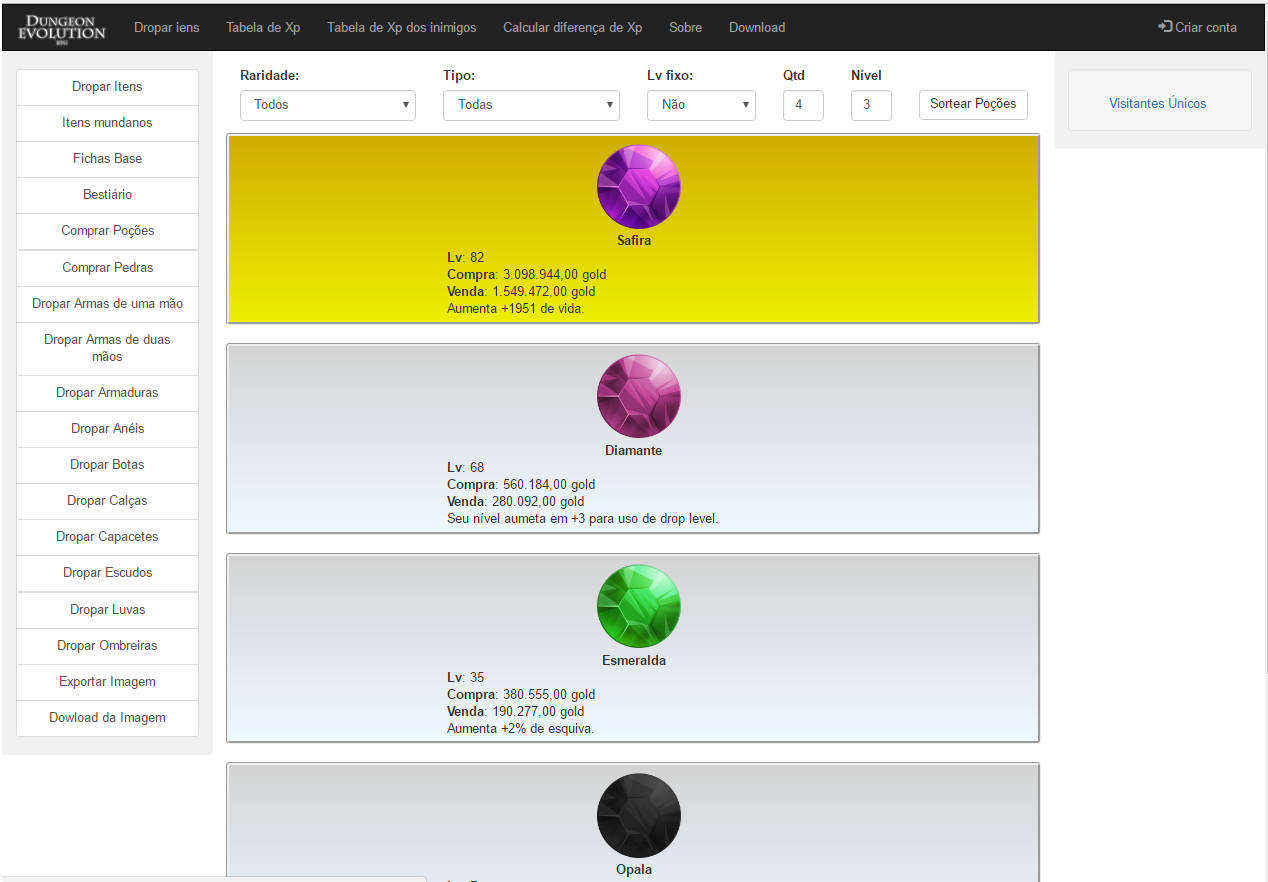 DUNGEON
EVOLUTION
Dropar iens
Tabela de Xp
Tabela de Xp dos inimigos
Calcular diferença de Xp
Sobre
Download
Criar conta
Dropar Itens
Itens mundanos
Fichas Base
Bestiário
Comprar Poções
Comprar Pedras
Dropar Armas de uma mão
Dropar Armas de duas
mãos
Dropar Armaduras
Dropar Anéis
Dropar Botas
Dropar Calças
Dropar Capacetes
Dropar Escudos
Dropar Luvas
Dropar Ombreiras
Exportar Imagem
Dowload da Imagem
Raridade:
Todos
Tipo:
Todas
Lv fixo:
Não
Qtd
4
Nível
3
Sortear Poções
Safira
Lv: 82
Compra: 3.098.944,00 gold
Venda: 1.549.472,00 gold
Aumenta +1951 de vida.
Diamante
Lv: 68
Compra: 560.184,00 gold
Venda: 280.092,00 gold
Seu nível aumeta em +3 para uso de drop level.
Esmeralda
Lv: 35
Compra: 380.555,00 gold
Venda: 190.277,00 gold
Aumenta +2% de esquiva.
Opala
Visitantes Únicos